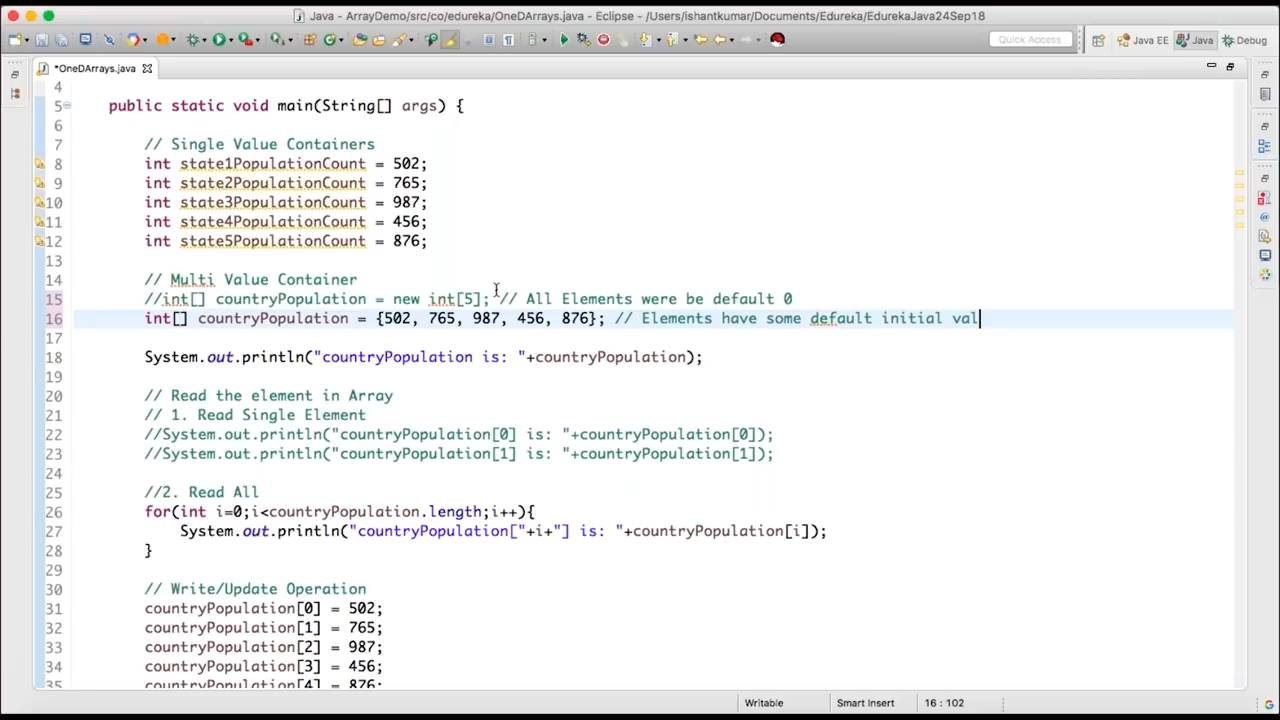 Java - ArrayDemo/src/co/edureka/OneDArrays.java - Eclipse - /Users/ishantkumar/Documents/Edureka/EdurekaJava24Sep18
Quick Access Java EE Java Debug
*OneDArrays.java
4
5 public static void main(String[] args) {
6
7 // Single Value Containers
8 int state1PopulationCount = 502;
9 int state2PopulationCount = 765;
10 int state3PopulationCount = 987;
11 int state4PopulationCount = 456;
12 int state5PopulationCount = 876;
13
14 // Multi Value Container
15 //int[] countryPopulation = new int[5]; // All Elements were be default 0
16 int[] countryPopulation = {502, 765, 987, 456, 876}; // Elements have some default initial val
17
18 System.out.println("countryPopulation is: "+countryPopulation);
19
20 // Read the element in Array
21 // 1. Read Single Element
22 //System.out.println("countryPopulation[0] is: "+countryPopulation[0]);
23 //System.out.println("countryPopulation[1] is: "+countryPopulation[1]);
24
25 //2. Read All
26 for(int i=0;i<countryPopulation.length;i++){
27 System.out.println("countryPopulation["+i+"] is: "+countryPopulation[i]);
28 }
29
30 // Write/Update Operation
31 countryPopulation[0] = 502;
32 countryPopulation[1] = 765;
33 countryPopulation[2] = 987;
34 countryPopulation[3] = 456;
35 countryPopulation[4] = 876;
Writable Smart Insert 16 : 102